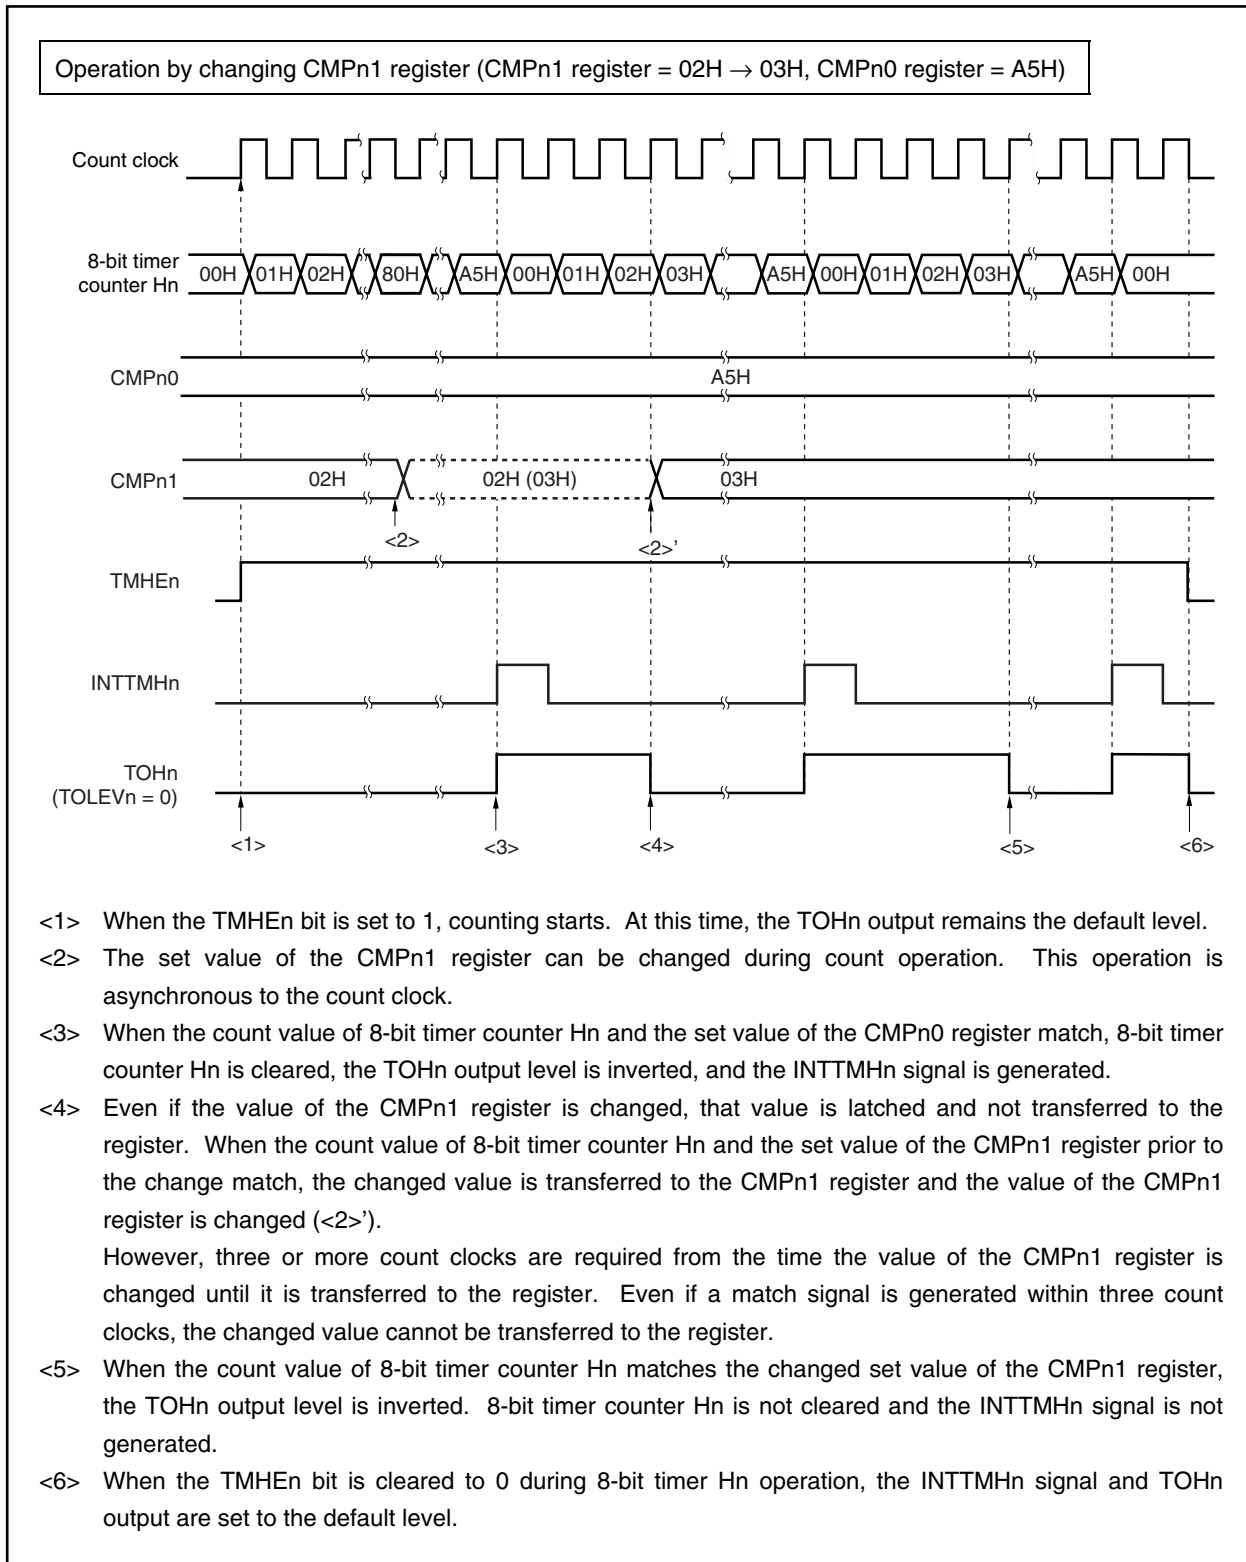 Operation by changing CMPn1 register (CMPn1 register = 02H → 03H, CMPn0 register = A5H)
Count clock
8-bit timer
counter Hn
00H 01H 02H 80H A5H 00H 01H 02H 03H A5H 00H 01H 02H 03H A5H 00H
CMPn0 A5H
CMPn1 02H 02H (03H) 03H
<2> <2>’
TMHEn
INTTMHn
TOHn
(TOLEVn = 0)
<1> <3> <4> <5> <6>
<1> When the TMHEn bit is set to 1, counting starts. At this time, the TOHn output remains the default level.
<2> The set value of the CMPn1 register can be changed during count operation. This operation is
asynchronous to the count clock.
<3> When the count value of 8-bit timer counter Hn and the set value of the CMPn0 register match, 8-bit timer
counter Hn is cleared, the TOHn output level is inverted, and the INTTMHn signal is generated.
<4> Even if the value of the CMPn1 register is changed, that value is latched and not transferred to the
register. When the count value of 8-bit timer counter Hn and the set value of the CMPn1 register prior to
the change match, the changed value is transferred to the CMPn1 register and the value of the CMPn1
register is changed (<2>’).
However, three or more count clocks are required from the time the value of the CMPn1 register is
changed until it is transferred to the register. Even if a match signal is generated within three count
clocks, the changed value cannot be transferred to the register.
<5> When the count value of 8-bit timer counter Hn matches the changed set value of the CMPn1 register,
the TOHn output level is inverted. 8-bit timer counter Hn is not cleared and the INTTMHn signal is not
generated.
<6> When the TMHEn bit is cleared to 0 during 8-bit timer Hn operation, the INTTMHn signal and TOHn
output are set to the default level.